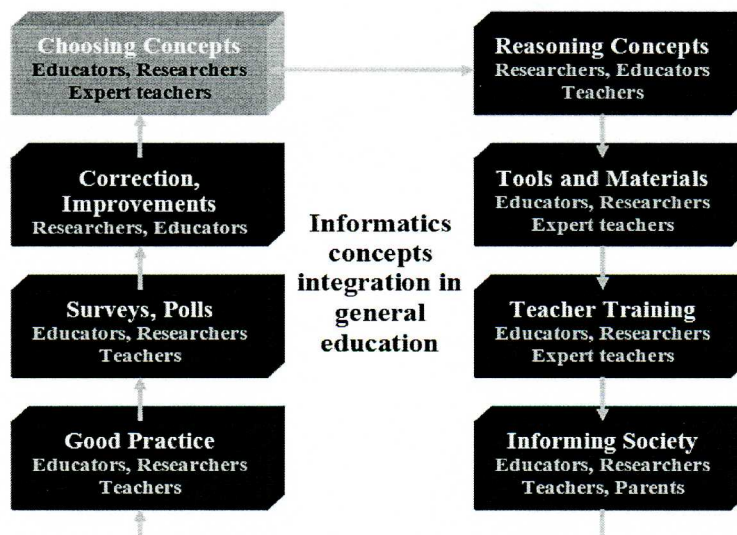 Choosing Concepts
Educators, Researchers
Expert teachers
Reasoning Concepts
Researchers, Educators
Teachers
Correction,
Improvements
Researchers, Educators
Tools and Materials
Educators, Researchers
Expert teachers
Informatics
concepts
integration in
general
education
Surveys, Polls
Educators, Researchers
Teachers
Teacher Training
Educators, Researchers
Expert teachers
Good Practice
Educators, Researchers
Teachers
Informing Society
Educators, Researchers
Teachers, Parents